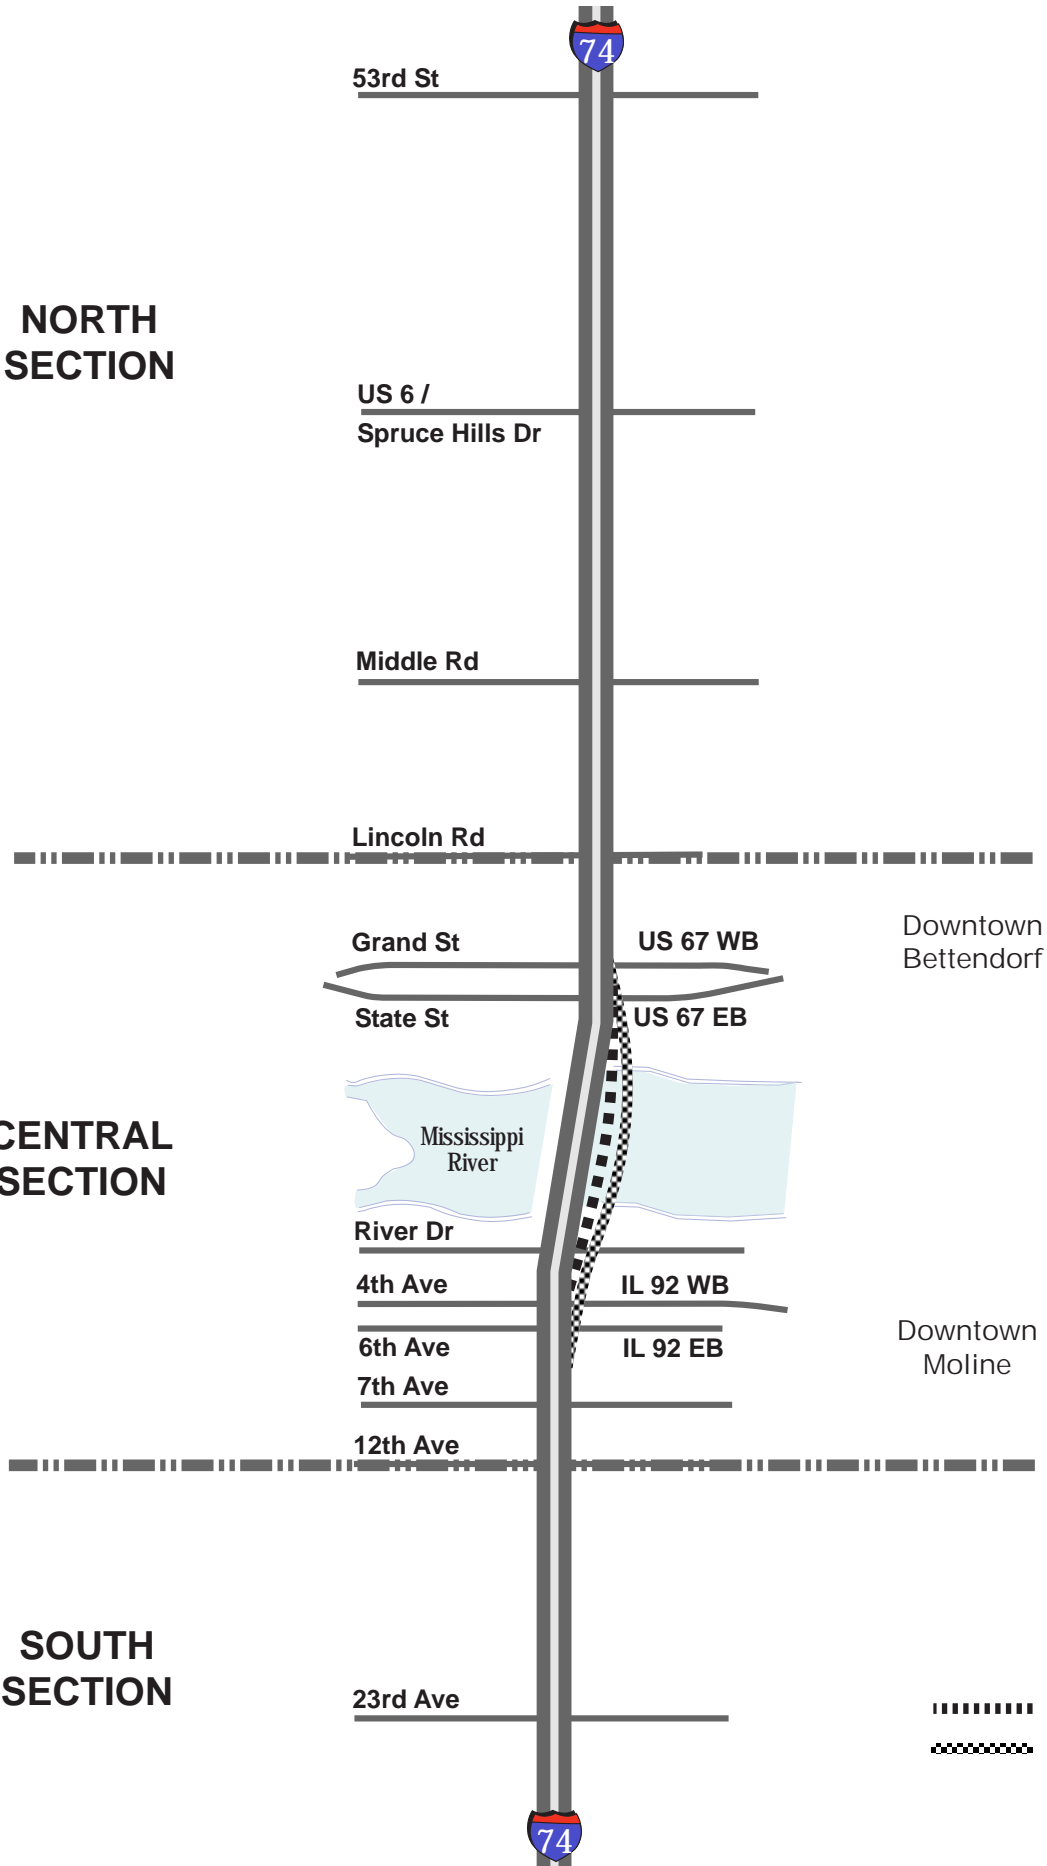 74
53rd St
NORTH
SECTION
US 6 /
Spruce Hills Dr
Middle Rd
Lincoln Rd
Downtown
Bettendorf
Grand St
US 67 WB
State St
US 67 EB
CENTRAL
SECTION
Mississippi
River
River Dr
4th Ave
IL 92 WB
6th Ave
IL 92 EB
Downtown
Moline
7th Ave
12th Ave
SOUTH
SECTION
23rd Ave
74